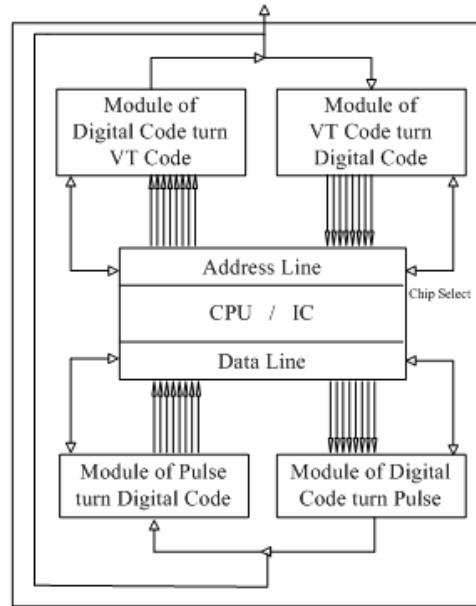 Module of
Digital Code turn
VT Code
Module of
VT Code turn
Digital Code
Address Line
Chip Select
CPU / IC
Data Line
Module of Pulse
turn Digital Code
Module of Digital
Code turn Pulse